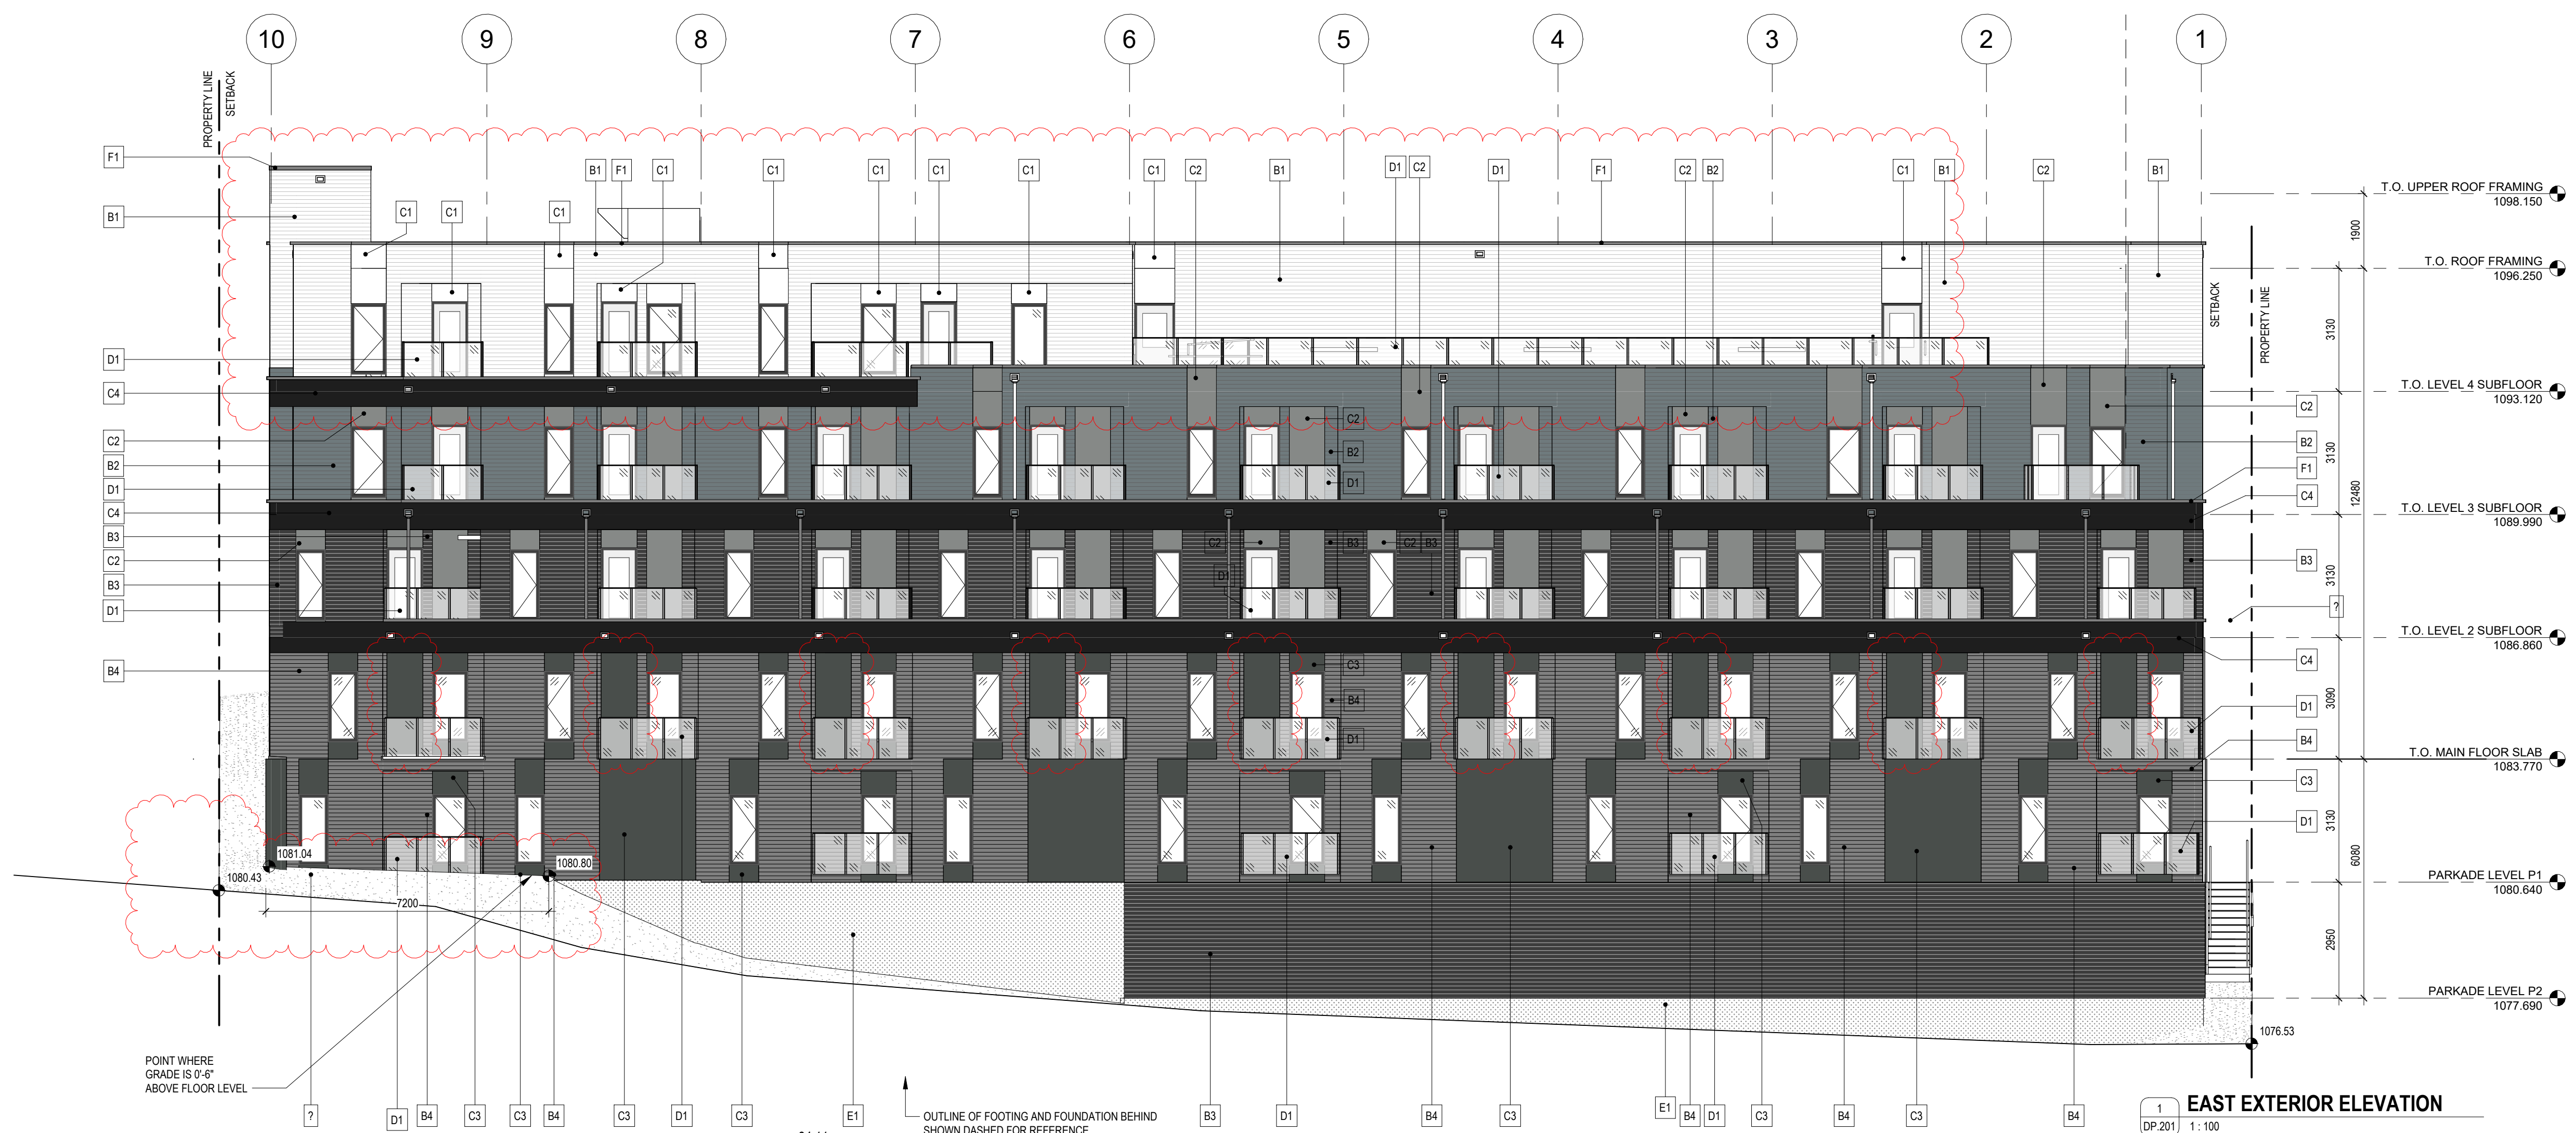 10
9
8
7
6
5
4
3
2
1
PROPERTY LINE
SETBACK
F1
B1
F1
C1
C1
C1
C1
C1
C1
C2
B1
D1
C2
D1
F1
C2
B2
C1
B1
C2
B1
B1
C1
C1
C1
T.O. UPPER ROOF FRAMING
1098.150
1900
T.O. ROOF FRAMING
1096.250
SETBACK
PROPERTY LINE
3130
D1
C4
T.O. LEVEL 4 SUBFLOOR
1093.120
C2
C2
C2
B2
B2
B2
3130
D1
D1
F1
C4
12480
C4
T.O. LEVEL 3 SUBFLOOR
1089.990
B3
C2
B3
C2
B3
C2
B3
D1
B3
3130
D1
?
T.O. LEVEL 2 SUBFLOOR
1086.860
C3
C4
B4
B4
D1
3090
D1
B4
T.O. MAIN FLOOR SLAB
1083.770
C3
D1
3130
6080
1081.04
1080.80
1080.43
7200
PARKADE LEVEL P1
1080.640
2950
PARKADE LEVEL P2
1077.690
1076.53
POINT WHERE
GRADE IS 0'-6"
ABOVE FLOOR LEVEL
?
D1
B4
C3
C3
B4
C3
D1
C3
E1
OUTLINE OF FOOTING AND FOUNDATION BEHIND
SHOWN DASHED FOR REFERENCE
B3
D1
B4
C3
E1
B4
D1
C3
B4
C3
B4
1
DP.201
EAST EXTERIOR ELEVATION
1 : 100